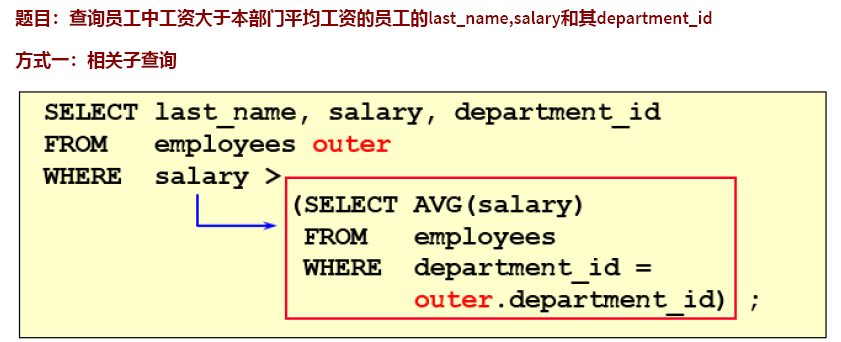 题目：查询员工中工资大于本部门平均工资的员工的last_name,salary和其department_id
方式一：相关子查询
SELECT last_name, salary, department_id
FROM employees outer
WHERE salary >
(SELECT AVG(salary)
FROM employees
WHERE department_id =
outer.department_id) ;